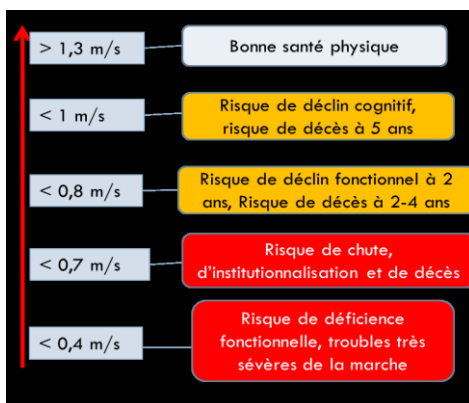 > 1,3 m/s
Bonne santé physique
< 1 m/s
Risque de déclin cognitif,
risque de décès à 5 ans
< 0,8 m/s
Risque de déclin fonctionnel à 2
ans, Risque de décès à 2-4 ans
< 0,7 m/s
Risque de chute,
d'institutionnalisation et de décès
< 0,4 m/s
Risque de déficience
fonctionnelle, troubles très
sévères de la marche